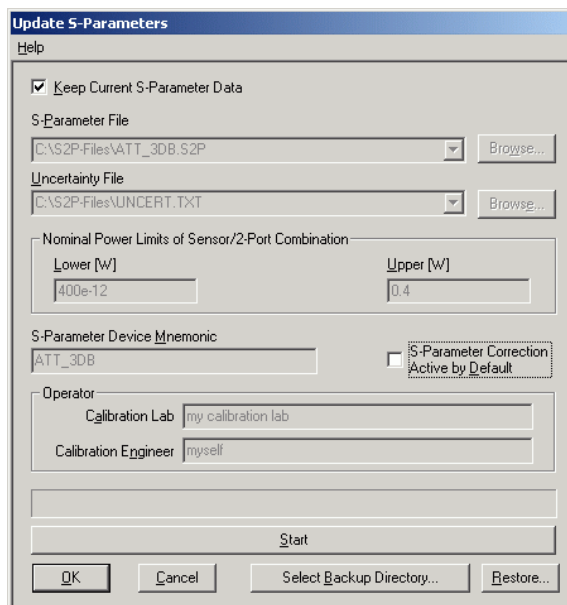 Update S-Parameters
Help
Keep Current S-Parameter Data
S-Parameter File
C:\S2P-Files\ATT_3DB.S2P
Browse...
Uncertainty File
C:\S2P-Files\UNCERT.TXT
Browse...
Nominal Power Limits of Sensor/2-Port Combination
Lower [W]
Upper [W]
400e-12
0.4
S-Parameter Device Mnemonic
ATT_3DB
S-Parameter Correction
Active by Default
Operator
Calibration Lab
my calibration lab
Calibration Engineer
myself
Start
OK
Cancel
Select Backup Directory...
Restore...